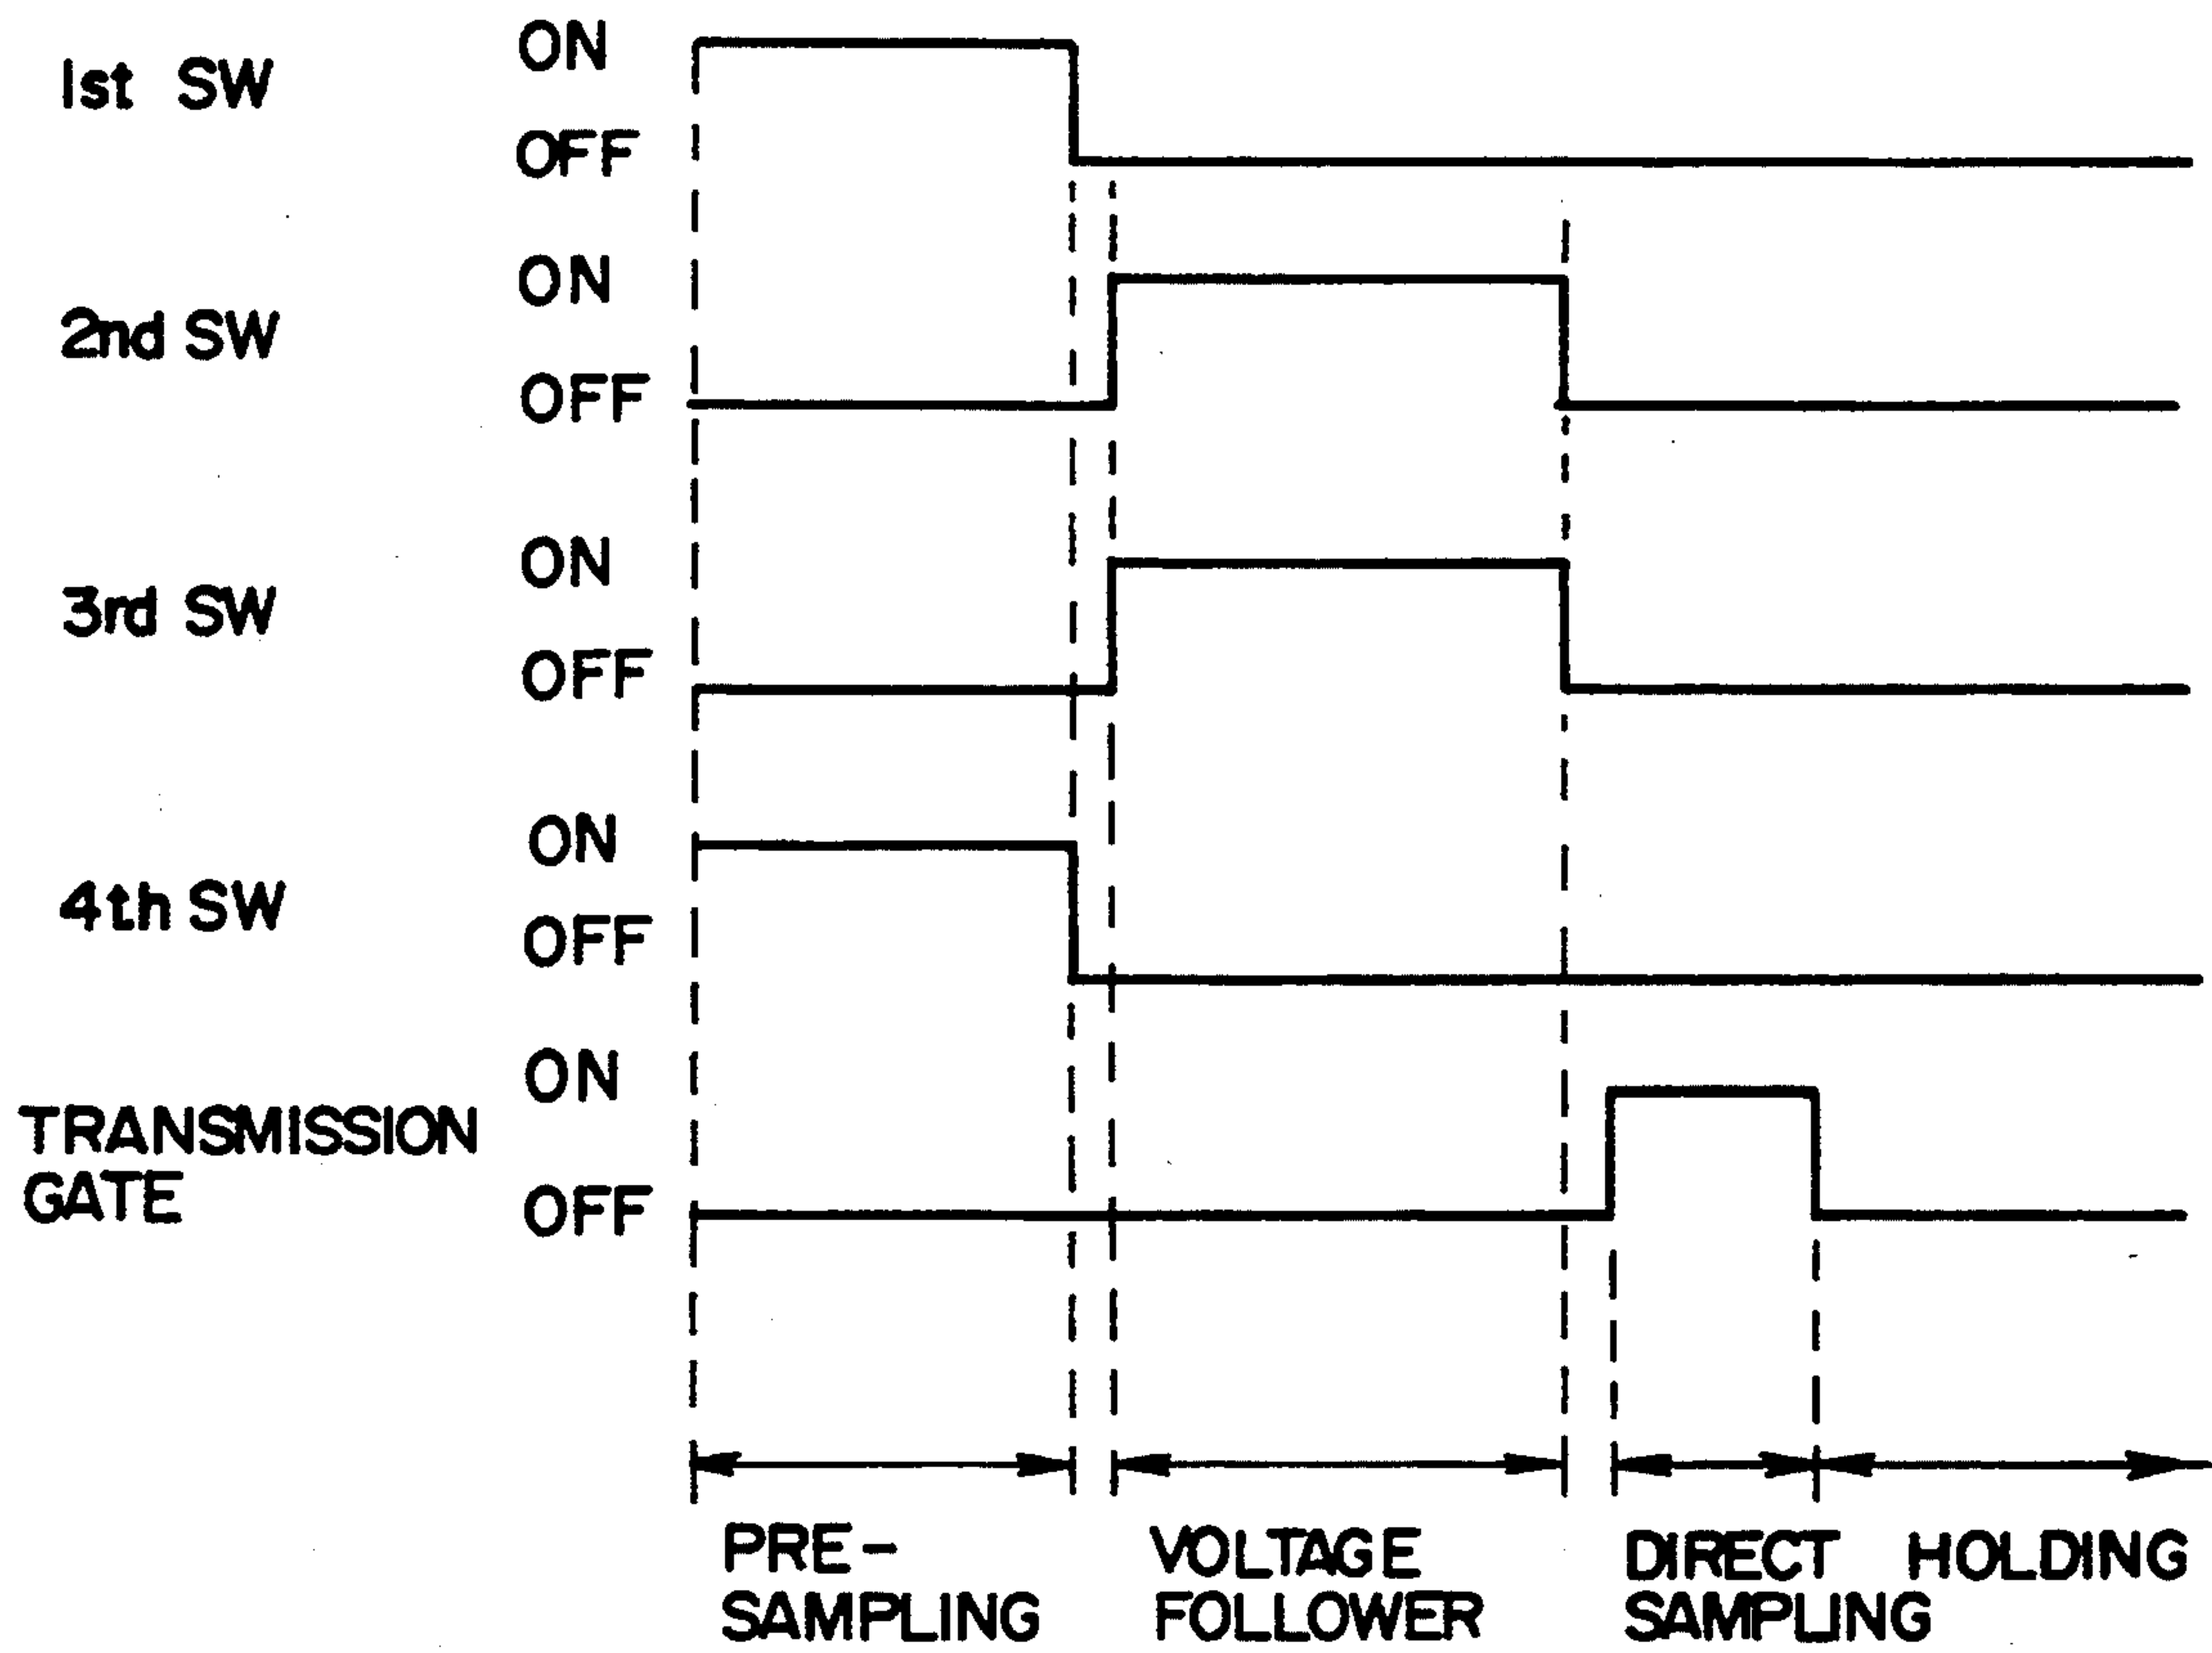 1st SW
ON
OFF
2nd SW
ON
OFF
3rd SW
ON
OFF
4th SW
ON
OFF
TRANSMISSION
GATE
ON
OFF
PRE-
SAMPLING
VOLTAGE
FOLLOWER
DIRECT
SAMPLING
HOLDING